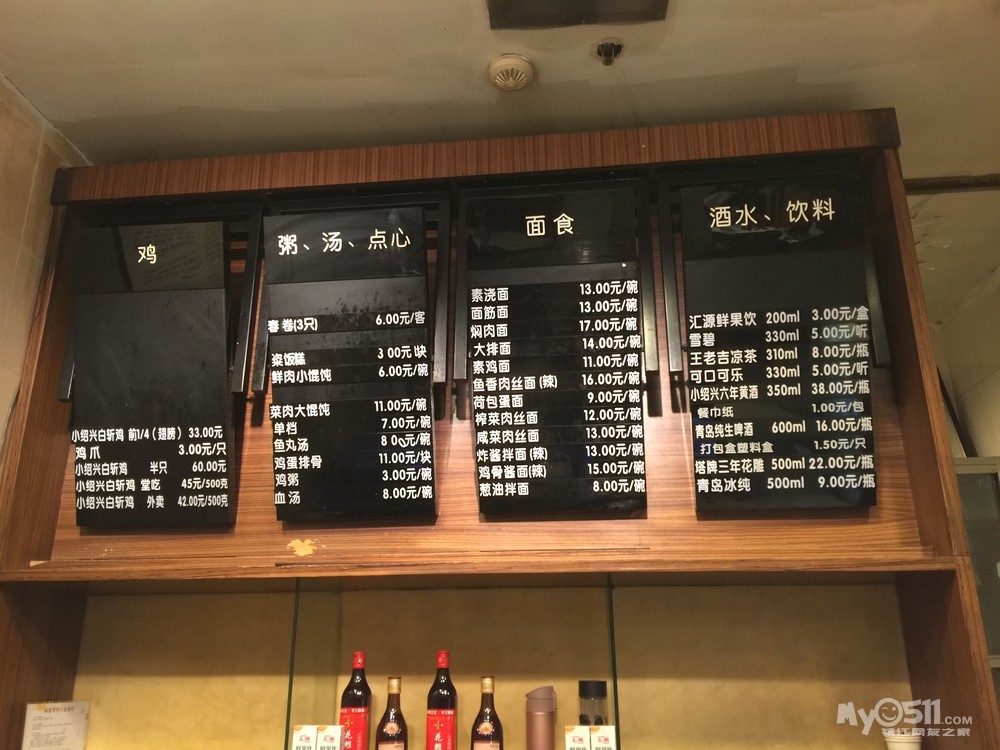 鸡
小绍兴白斩鸡 前1/4（翅膀） 33.00元
鸡爪 3.00元/只
小绍兴白斩鸡 半只 60.00元
小绍兴白斩鸡 堂吃 45元/500克
小绍兴白斩鸡 外卖 42.00元/500克
粥、汤、点心
春卷(3只) 6.00元/客
粢饭糕 3 00元/块
鲜肉小馄饨 6.00元/碗
菜肉大馄饨 11.00元/碗
单档 7.00元/碗
鱼丸汤 8 00元/碗
鸡蛋排骨 11.00元/块
鸡粥 3.00元/碗
血汤 8.00元/碗
面食
素浇面 13.00元/碗
面筋面 13.00元/碗
焖肉面 17.00元/碗
大排面 14.00元/碗
素鸡面 11.00元/碗
鱼香肉丝面(辣) 16.00元/碗
荷包蛋面 9.00元/碗
榨菜肉丝面 12.00元/碗
咸菜肉丝面 13.00元/碗
炸酱拌面(辣) 13.00元/碗
鸡骨酱面(辣) 15.00元/碗
葱油拌面 8.00元/碗
酒水、饮料
汇源鲜果饮 200ml 3.00元/盒
雪碧 330ml 5.00元/听
王老吉凉茶 310ml 8.00元/瓶
可口可乐 330ml 5.00元/听
小绍兴六年黄酒 350ml 38.00元/瓶
餐巾纸 1.00元/包
青岛纯生啤酒 600ml 16.00元/瓶
打包盒塑料盒 1.50元/只
塔牌三年花雕 500ml 22.00元/瓶
青岛冰纯 500ml 9.00元/瓶
MyO511.COM
镇江网友之家